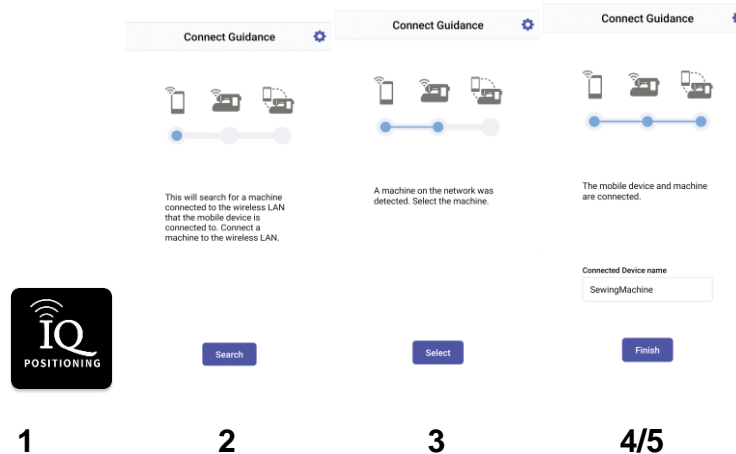 Connect Guidance
This will search for a machine
connected to the wireless LAN
that the mobile device is
connected to. Connect a
machine to the wireless LAN.
Search
Connect Guidance
A machine on the network was
detected. Select the machine.
Select
Connect Guidance
The mobile device and machine
are connected.
Connected Device name
SewingMachine
Finish
IQ
POSITIONING
1
2
3
4/5